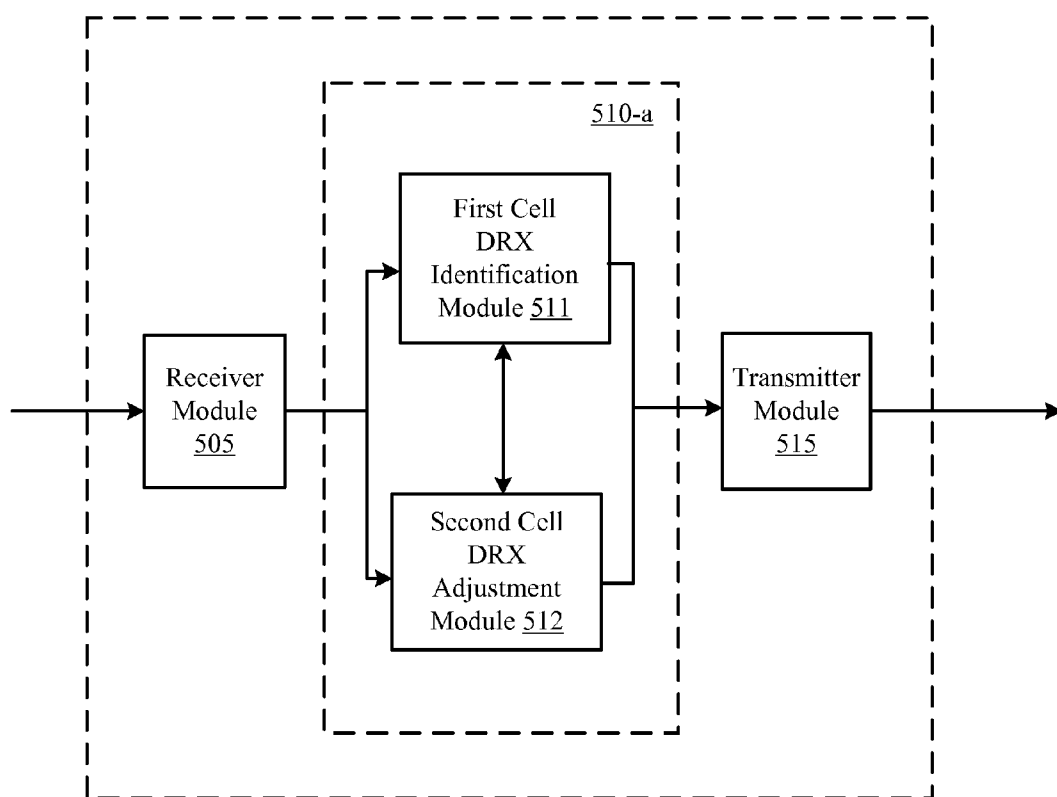 510-a
First Cell
DRX
Identification
Module 511
Receiver
Module
505
Transmitter
Module
515
Second Cell
DRX
Adjustment
Module 512